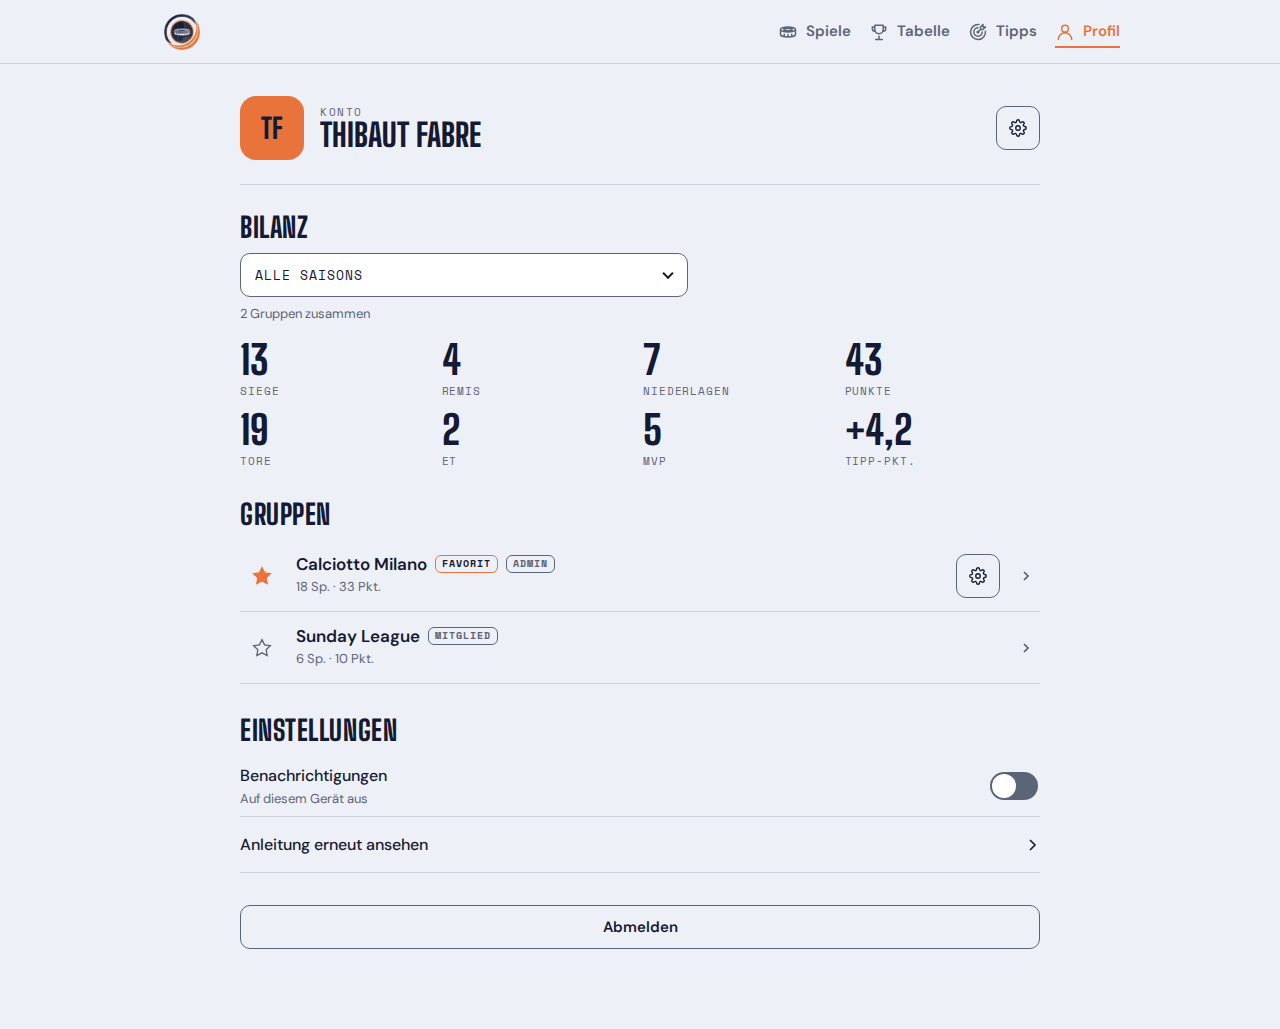 Spiele Tabelle Tipps Profil
TF
KONTO
THIBAUT FABRE
BILANZ
ALLE SAISONS
2 Gruppen zusammen
13 4 7 43
SIEGE REMIS NIEDERLAGEN PUNKTE
19 2 5 +4,2
TORE ET MVP TIPP-PKT.
GRUPPEN
Calciotto Milano FAVORIT ADMIN
18 Sp. · 33 Pkt.
Sunday League MITGLIED
6 Sp. · 10 Pkt.
EINSTELLUNGEN
Benachrichtigungen
Auf diesem Gerät aus
Anleitung erneut ansehen
Abmelden